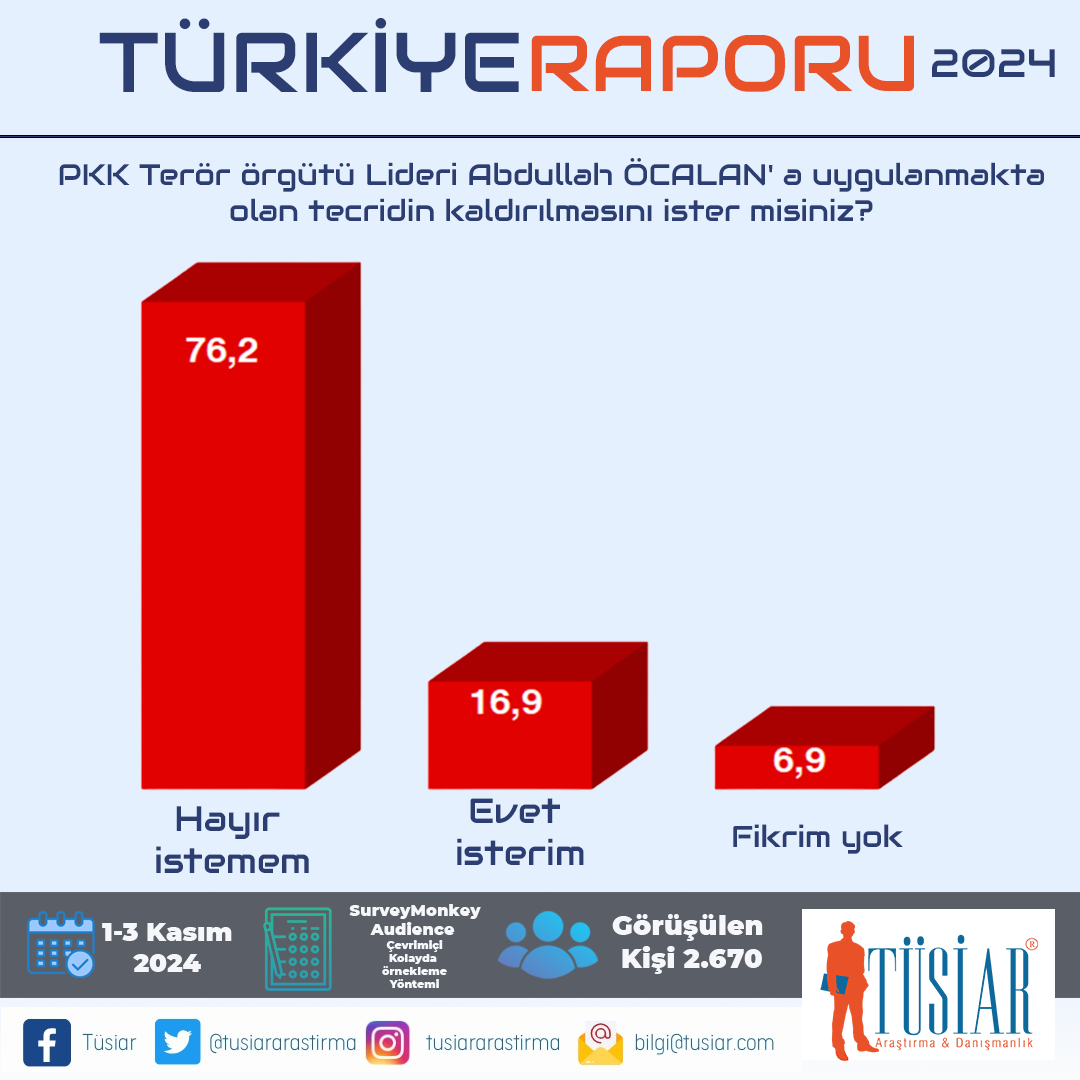 TÜRKİYERAPORU 2024
PKK Terör örgütü Lideri Abdullah ÖCALAN' a uygulanmakta
olan tecridin kaldırılmasını ister misiniz?
76,2
16,9
6,9
Hayır
istemem
Evet
isterim
Fikrim yok
1-3 Kasım
2024
SurveyMonkey
Audience
Çevrimiçi
Kolayda
örnekleme
Yöntemi
Görüşülen
Kişi 2.670
TÜSİAR®
Araştırma & Danışmanlık
Tüsiar
@tusiararastirma
tusiararastirma
bilgi@tusiar.com